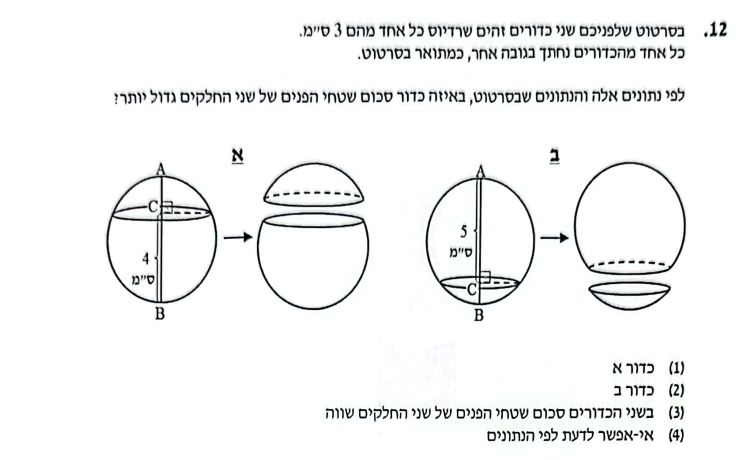 12. בסרטוט שלפניכם שני כדורים זהים שרדיוס כל אחד מהם 3 ס״מ.
כל אחד מהכדורים נחתך בגובה אחר, כמתואר בסרטוט.
לפי נתונים אלה והנתונים שבסרטוט, באיזה כדור סכום שטחי הפנים של שני החלקים גדול יותר?
א
A
C
4
ס״מ
B
ב
A
5
ס״מ
C
B
(1) כדור א
(2) כדור ב
(3) בשני הכדורים סכום שטחי הפנים של שני החלקים שווה
(4) אי-אפשר לדעת לפי הנתונים